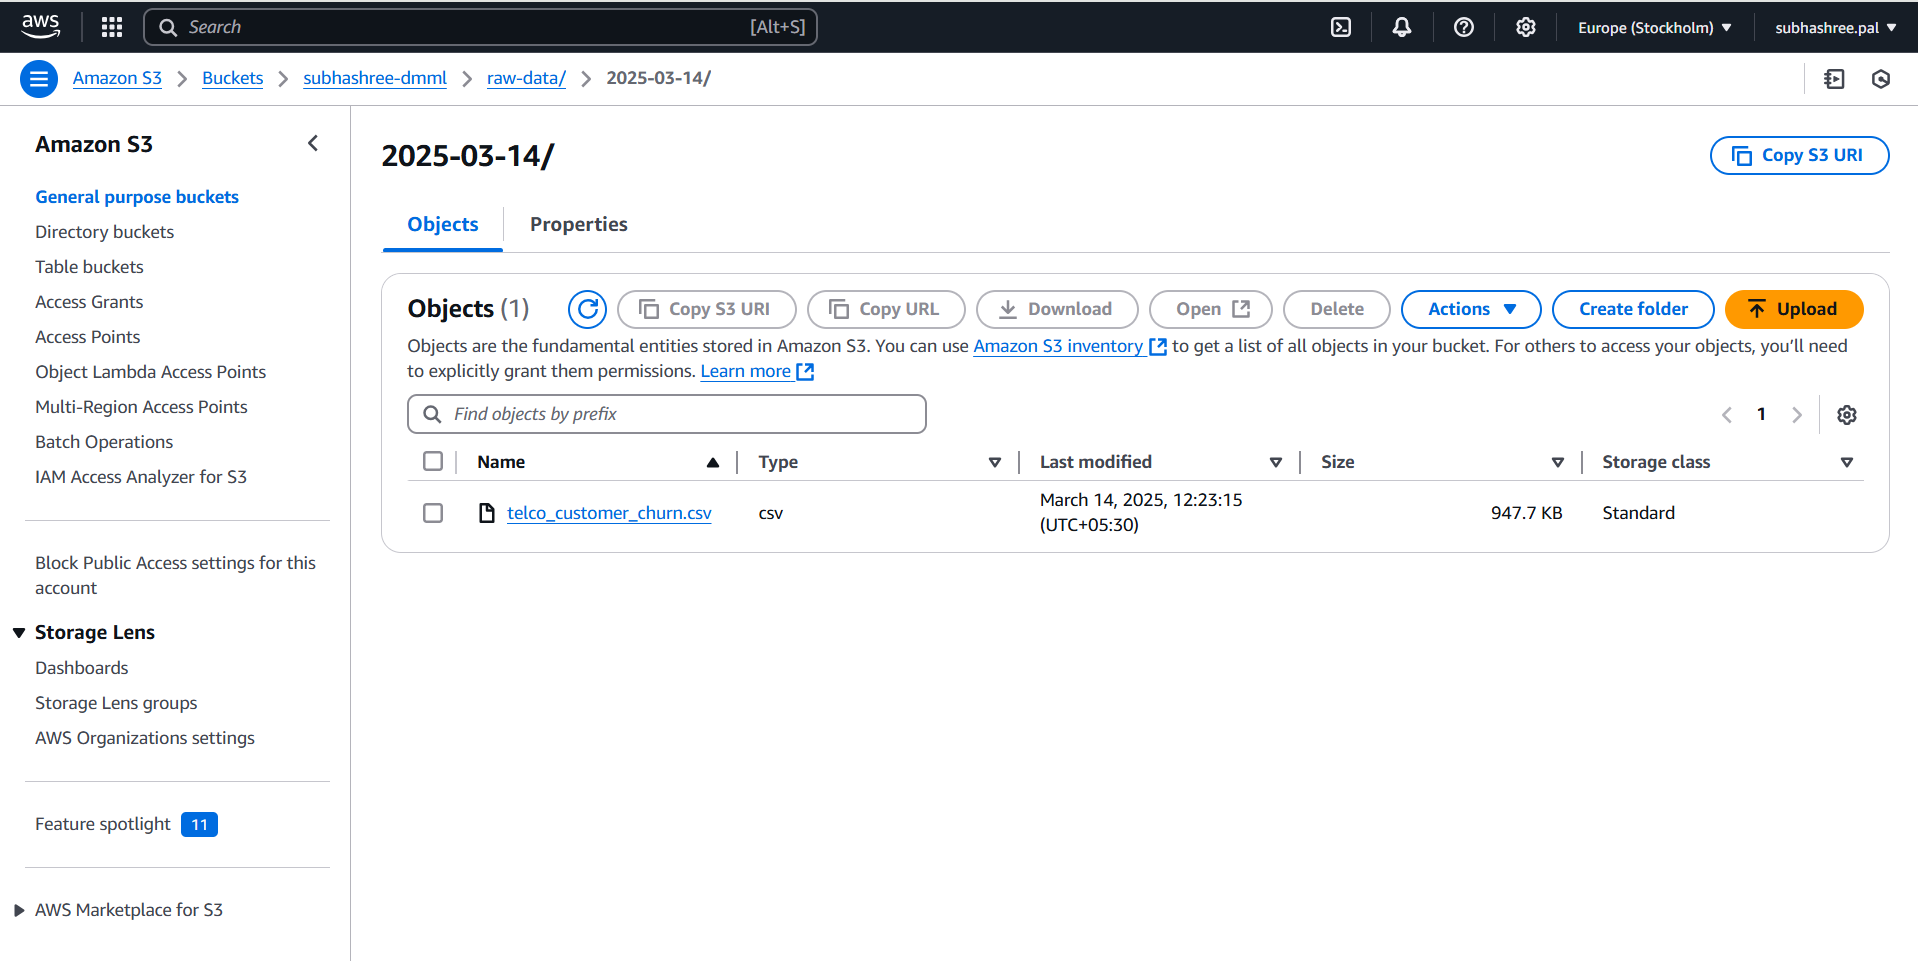 aws
Search [Alt+S]
Europe (Stockholm)
subhashree.pal
Amazon S3
Buckets
subhashree-dmml
raw-data/
2025-03-14/
Amazon S3
General purpose buckets
Directory buckets
Table buckets
Access Grants
Access Points
Object Lambda Access Points
Multi-Region Access Points
Batch Operations
IAM Access Analyzer for S3
Block Public Access settings for this
account
Storage Lens
Dashboards
Storage Lens groups
AWS Organizations settings
Feature spotlight 11
AWS Marketplace for S3
2025-03-14/
Copy S3 URI
Objects
Properties
Objects (1)
Copy S3 URI
Copy URL
Download
Open
Delete
Actions
Create folder
Upload
Objects are the fundamental entities stored in Amazon S3. You can use Amazon S3 inventory to get a list of all objects in your bucket. For others to access your objects, you’ll need
to explicitly grant them permissions. Learn more
Find objects by prefix
1
Name Type Last modified Size Storage class
telco_customer_churn.csv csv March 14, 2025, 12:23:15
(UTC+05:30) 947.7 KB Standard